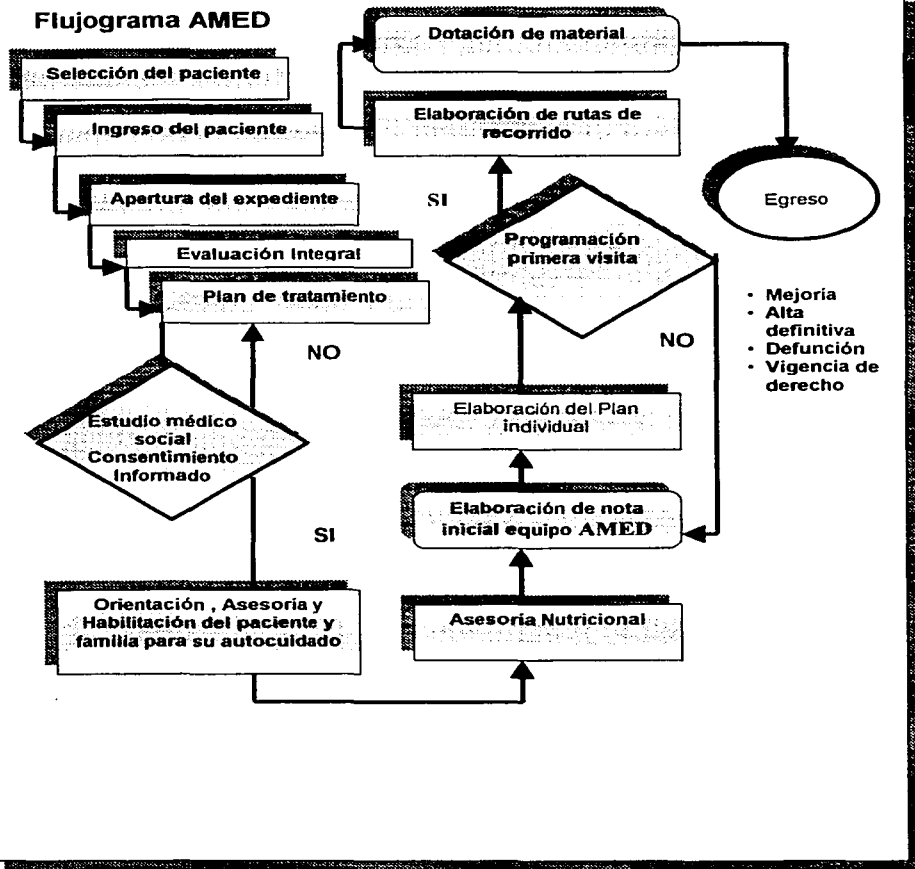 Flujograma AMED
Selección del paciente
Ingreso del paciente
Apertura del expediente
Evaluación Integral
Plan de tratamiento
NO
Estudio médico
social
Consentimiento
Informado
SI
Orientación , Asesoría y
Habilitación del paciente y
familia para su autocuidado
Asesoría Nutricional
Elaboración de nota
inicial equipo AMED
Elaboración del Plan
individual
Programación
primera visita
NO
SI
Elaboración de rutas de
recorrido
Dotación de material
Egreso
· Mejoría
· Alta
definitiva
· Defunción
· Vigencia de
derecho